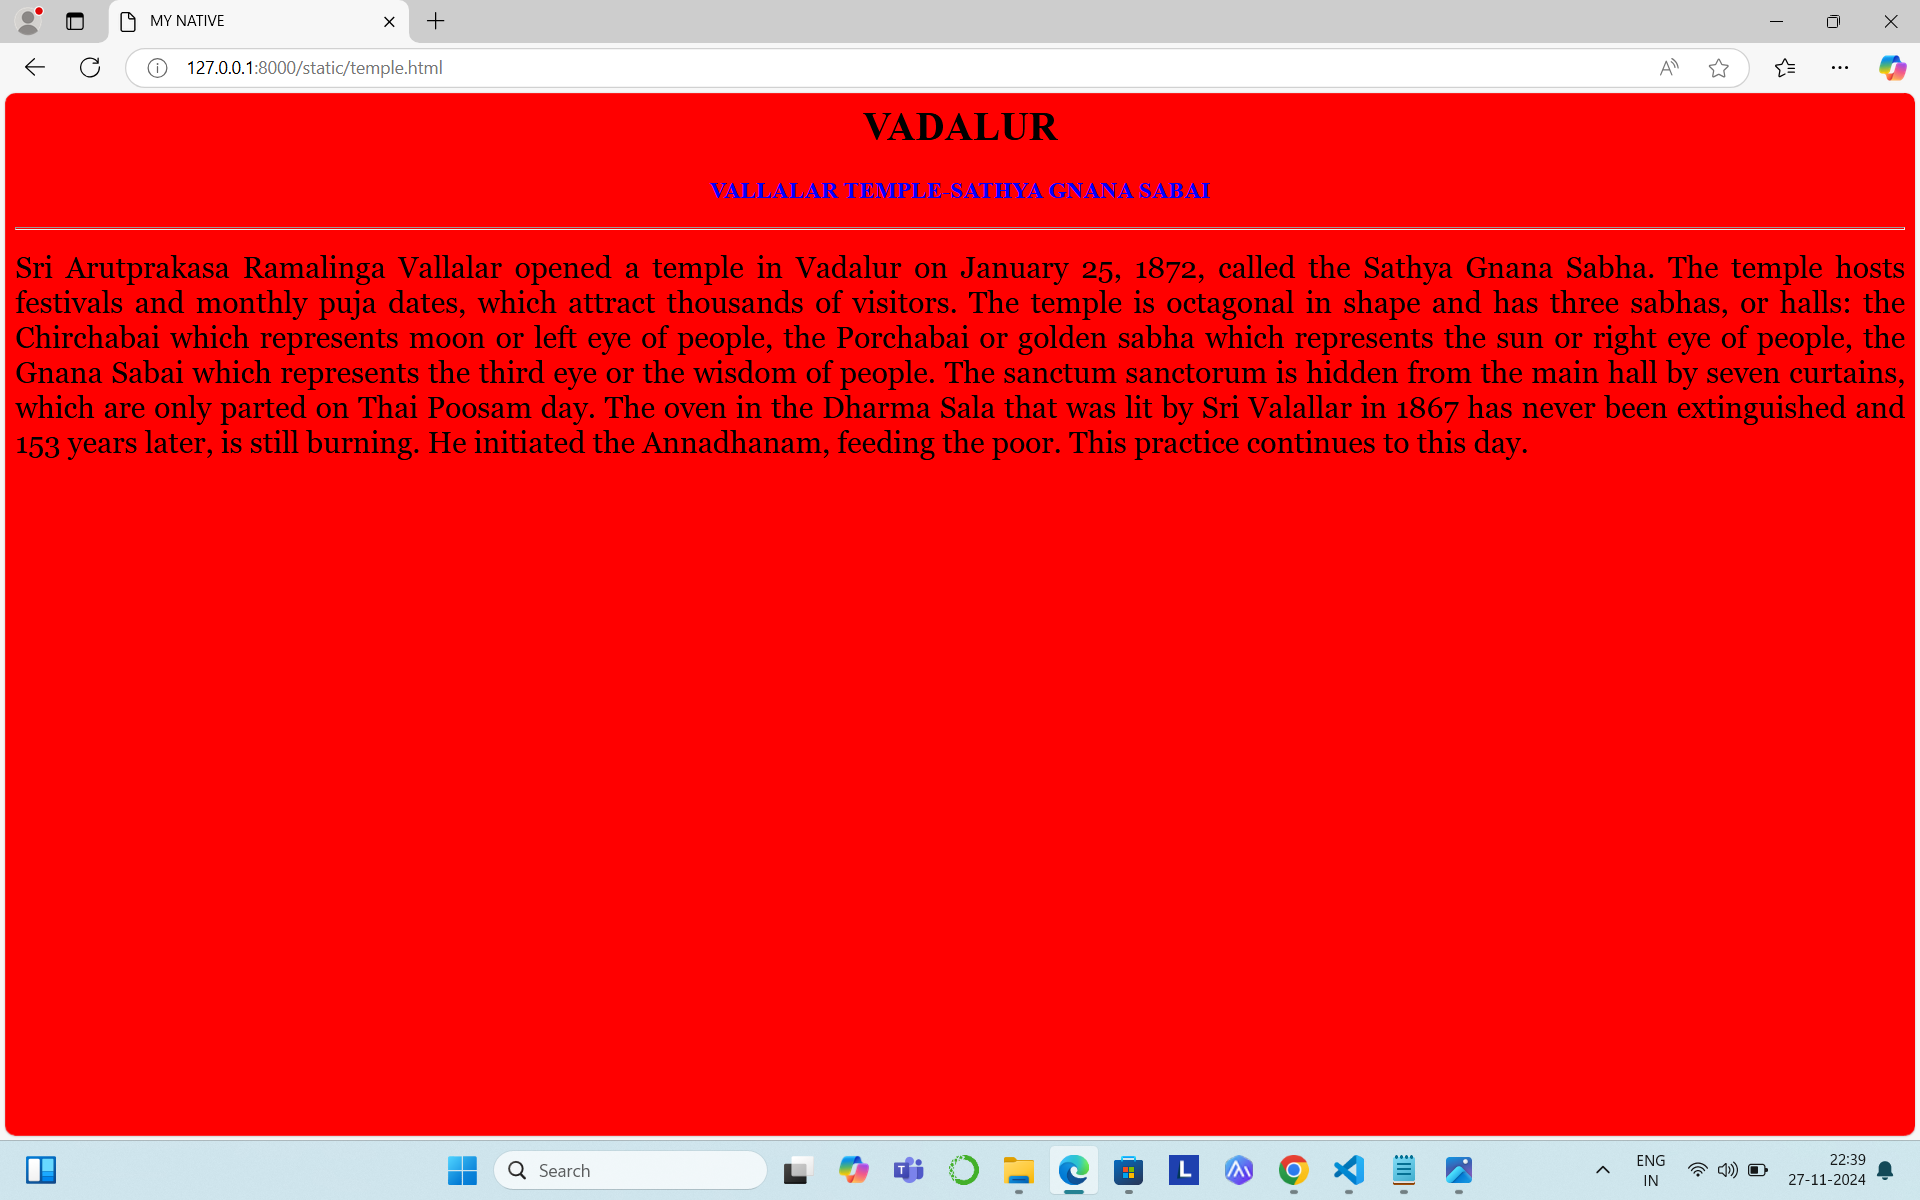 MY NATIVE
127.0.0.1:8000/static/temple.html
VADALUR
VALLALAR TEMPLE-SATHYA GNANA SABAI
Sri Arutprakasa Ramalinga Vallalar opened a temple in Vadalur on January 25, 1872, called the Sathya Gnana Sabha. The temple hosts
festivals and monthly puja dates, which attract thousands of visitors. The temple is octagonal in shape and has three sabhas, or halls: the
Chirchabai which represents moon or left eye of people, the Porchabai or golden sabha which represents the sun or right eye of people, the
Gnana Sabai which represents the third eye or the wisdom of people. The sanctum sanctorum is hidden from the main hall by seven curtains,
which are only parted on Thai Poosam day. The oven in the Dharma Sala that was lit by Sri Valallar in 1867 has never been extinguished and
153 years later, is still burning. He initiated the Annadhanam, feeding the poor. This practice continues to this day.
Search
ENG
IN
22:39
27-11-2024